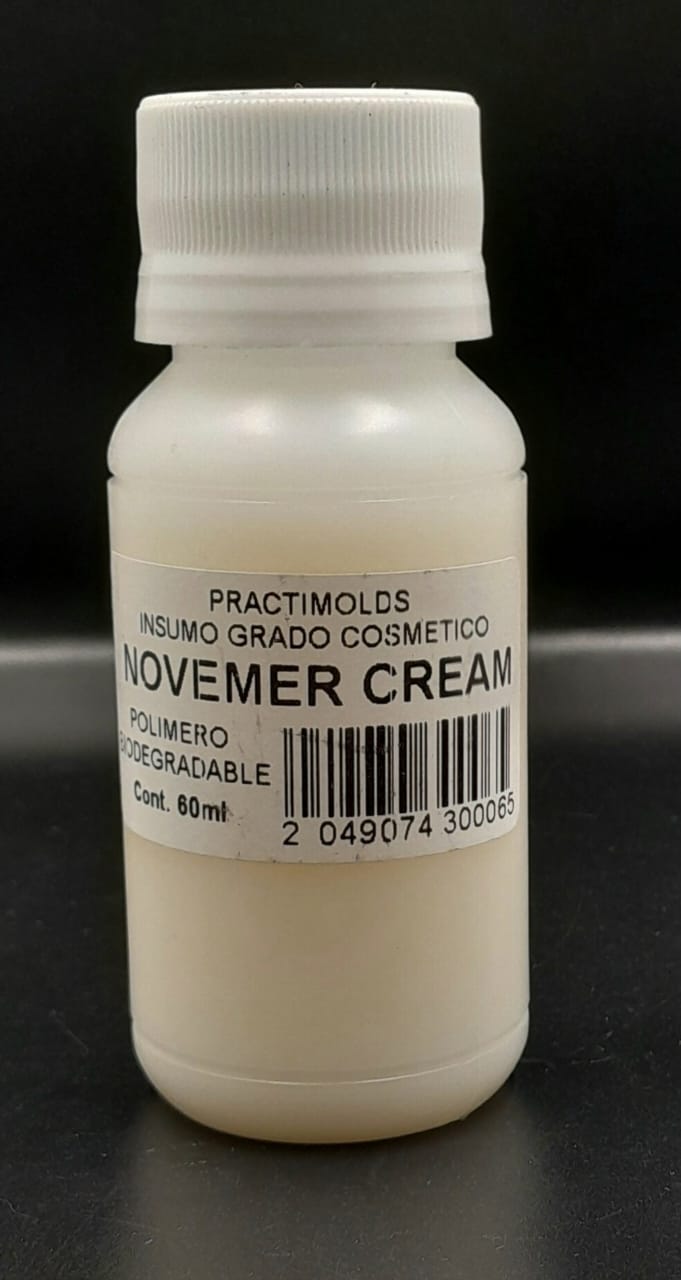 PRACTIMOLDS
INSUMO GRADO COSMETICO
NOVEMER CREAM
POLIMERO
BIODEGRADABLE
Cont. 60ml
2 049074 300065